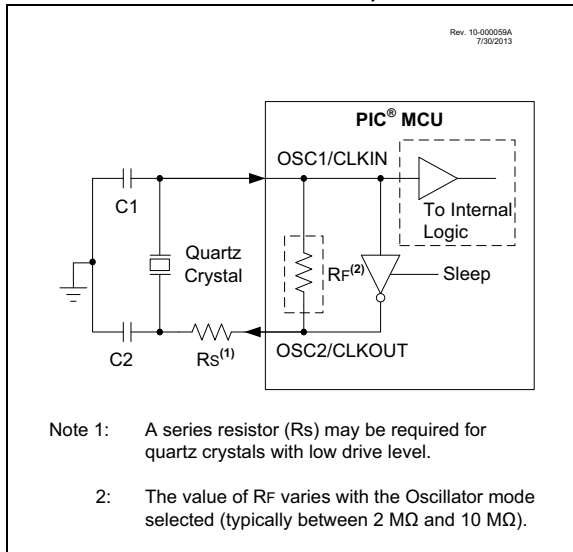 Rev. 10-000059A
7/30/2013
PIC® MCU
OSC1/CLKIN
C1
To Internal
Logic
Quartz
Crystal
RF(2)
Sleep
C2
RS(1)
OSC2/CLKOUT
Note 1: A series resistor (Rs) may be required for
quartz crystals with low drive level.
2: The value of RF varies with the Oscillator mode
selected (typically between 2 MΩ and 10 MΩ).